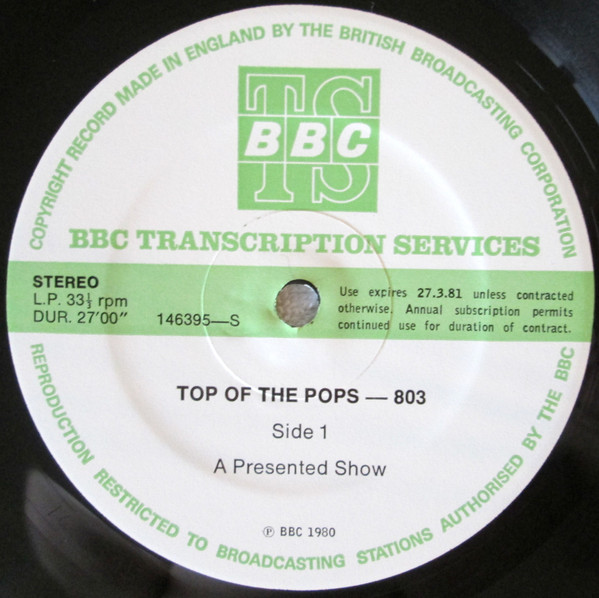 COPYRIGHT RECORD MADE IN ENGLAND BY THE BRITISH BROADCASTING CORPORATION
TS
BBC
BBC TRANSCRIPTION SERVICES
STEREO
L.P. 33⅓ rpm
DUR. 27'00"
146395—S
Use expires 27.3.81 unless contracted
otherwise. Annual subscription permits
continued use for duration of contract.
TOP OF THE POPS — 803
Side 1
A Presented Show
℗ BBC 1980
REPRODUCTION RESTRICTED TO BROADCASTING STATIONS AUTHORISED BY THE BBC